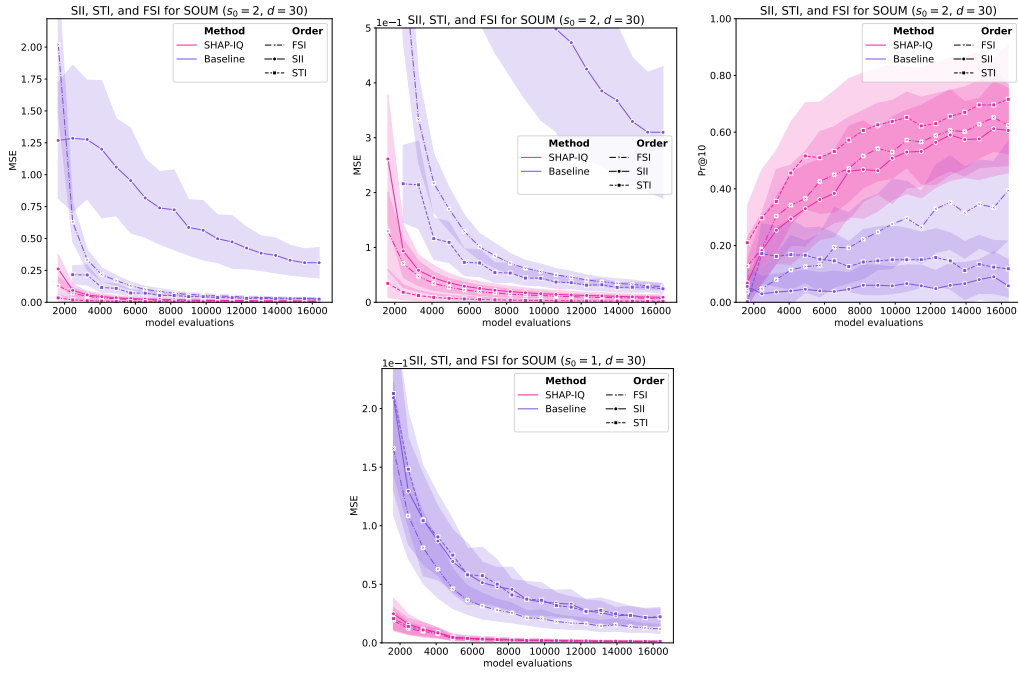 SII, STI, and FSI for SOUM (s₀ = 2, d = 30)
MSE
2.00
1.75
1.50
1.25
1.00
0.75
0.50
0.25
0.00
2000 4000 6000 8000 10000 12000 14000 16000
model evaluations
Method Order
SHAP-IQ FSI
Baseline SII
STI
1e−1
SII, STI, and FSI for SOUM (s₀ = 2, d = 30)
MSE
5
4
3
2
1
0
2000 4000 6000 8000 10000 12000 14000 16000
model evaluations
Method Order
SHAP-IQ FSI
Baseline SII
STI
SII, STI, and FSI for SOUM (s₀ = 2, d = 30)
Pr@10
1.00
0.80
0.60
0.40
0.20
0.00
2000 4000 6000 8000 10000 12000 14000 16000
model evaluations
Method Order
SHAP-IQ FSI
Baseline SII
STI
1e−1
SII, STI, and FSI for SOUM (s₀ = 1, d = 30)
MSE
2.0
1.5
1.0
0.5
0.0
2000 4000 6000 8000 10000 12000 14000 16000
model evaluations
Method Order
SHAP-IQ FSI
Baseline SII
STI